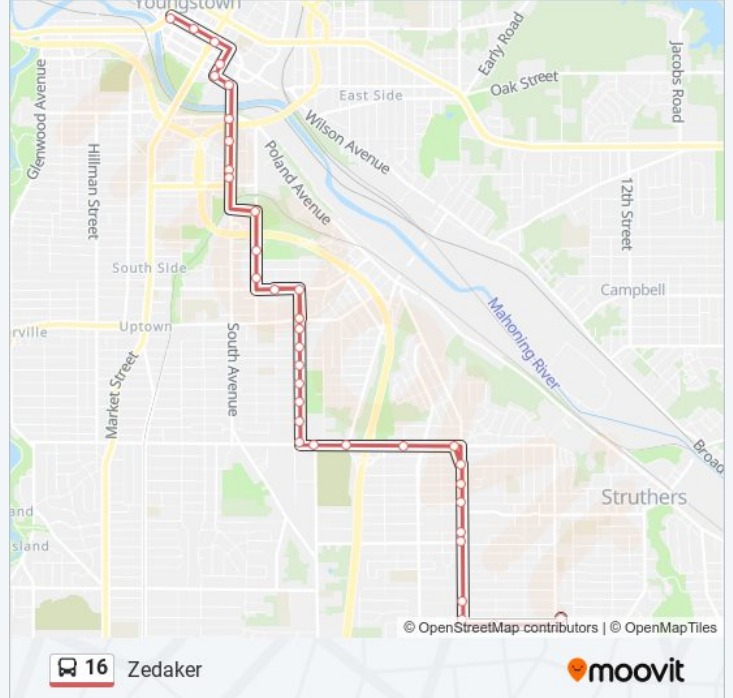 Youngstown
Early Road
Jacobs Road
Oak Street
Glenwood Avenue
East Side
Wilson Avenue
Hillman Street
Poland Avenue
12th Street
South Side
Campbell
rville
Uptown
Mahoning River
South Avenue
Market Street
Broad
Struthers
and
sland
© OpenStreetMap contributors | © OpenMapTiles
16 Zedaker
moovit